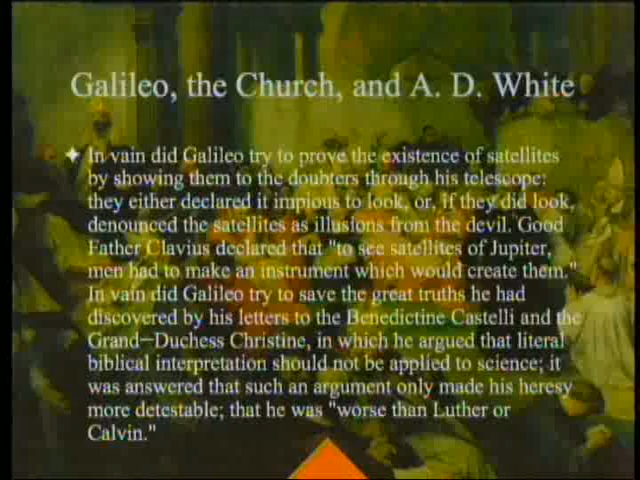 Galileo, the Church, and A. D. White
In vain did Galileo try to prove the existence of satellites
by showing them to the doubters through his telescope:
they either declared it impious to look, or, if they did look,
denounced the satellites as illusions from the devil. Good
Father Clavius declared that "to see satellites of Jupiter,
men had to make an instrument which would create them."
In vain did Galileo try to save the great truths he had
discovered by his letters to the Benedictine Castelli and the
Grand—Duchess Christine, in which he argued that literal
biblical interpretation should not be applied to science; it
was answered that such an argument only made his heresy
more detestable; that he was "worse than Luther or
Calvin."